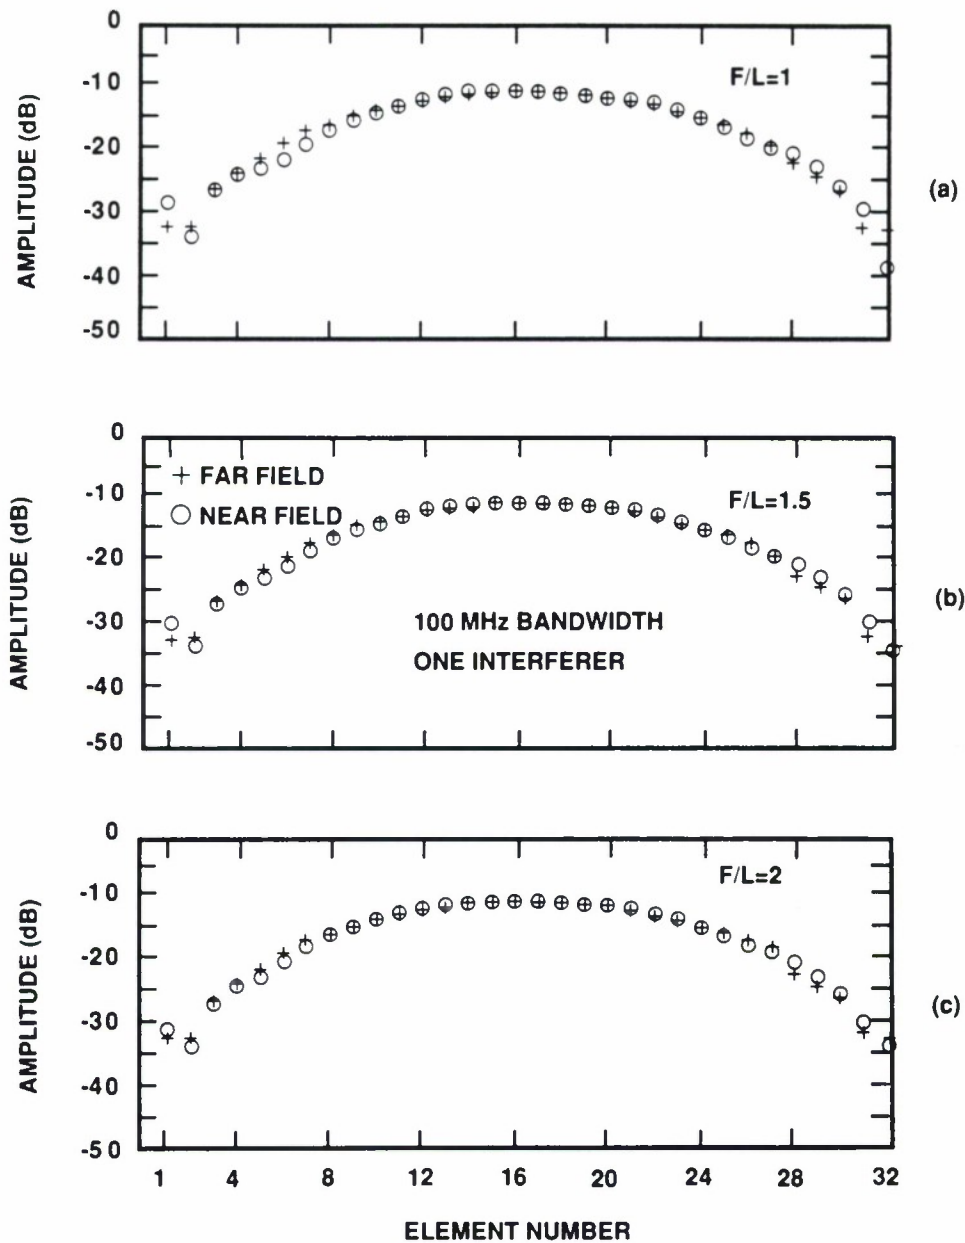 0
-10
-20
-30
-40
-50
AMPLITUDE (dB)
F/L=1
(a)
0
-10
-20
-30
-40
-50
AMPLITUDE (dB)
+ FAR FIELD
○ NEAR FIELD
F/L=1.5
100 MHz BANDWIDTH
ONE INTERFERER
(b)
0
-10
-20
-30
-40
-50
AMPLITUDE (dB)
F/L=2
(c)
1 4 8 12 16 20 24 28 32
ELEMENT NUMBER